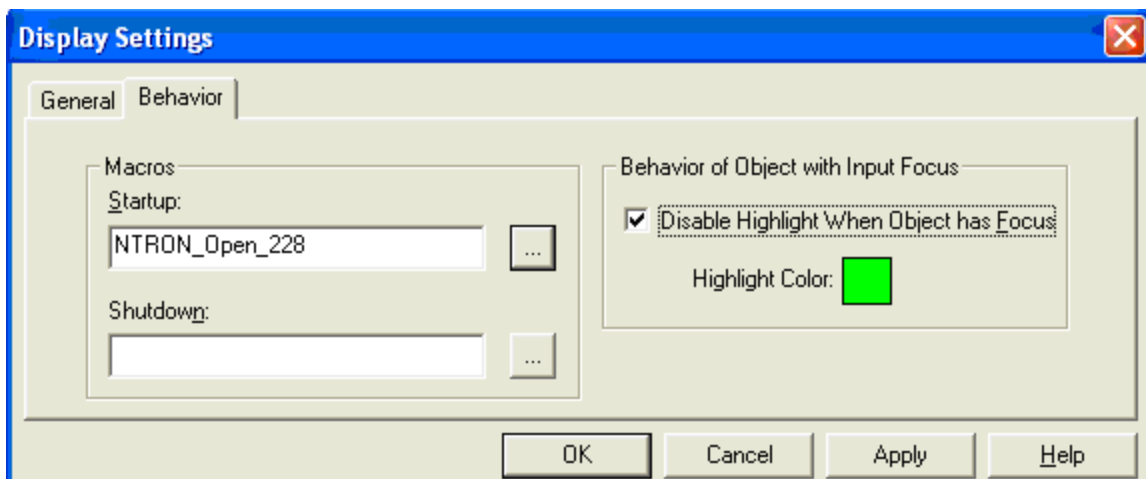 Display Settings
General Behavior
Macros
Startup:
NTRON_Open_228
...
Shutdown:
...
Behavior of Object with Input Focus
Disable Highlight When Object has Focus
Highlight Color:
OK Cancel Apply Help